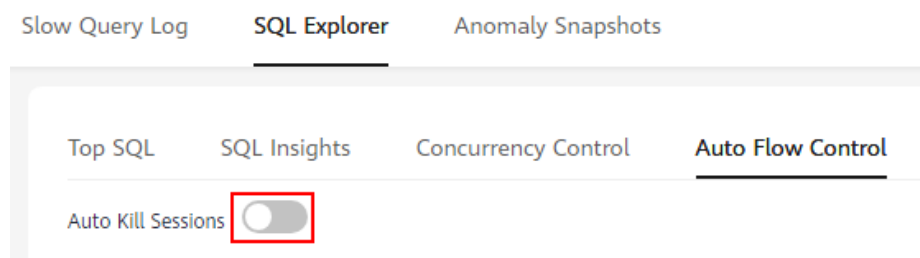 Slow Query Log SQL Explorer Anomaly Snapshots
Top SQL SQL Insights Concurrency Control Auto Flow Control
Auto Kill Sessions